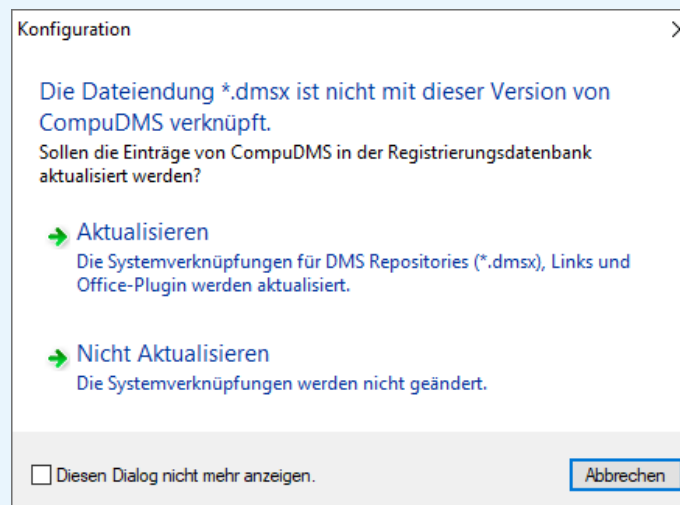 Konfiguration
Die Dateiendung *.dmsx ist nicht mit dieser Version von
CompuDMS verknüpft.
Sollen die Einträge von CompuDMS in der Registrierungsdatenbank
aktualisiert werden?
Aktualisieren
Die Systemverknüpfungen für DMS Repositories (*.dmsx), Links und
Office-Plugin werden aktualisiert.
Nicht Aktualisieren
Die Systemverknüpfungen werden nicht geändert.
Diesen Dialog nicht mehr anzeigen.
Abbrechen